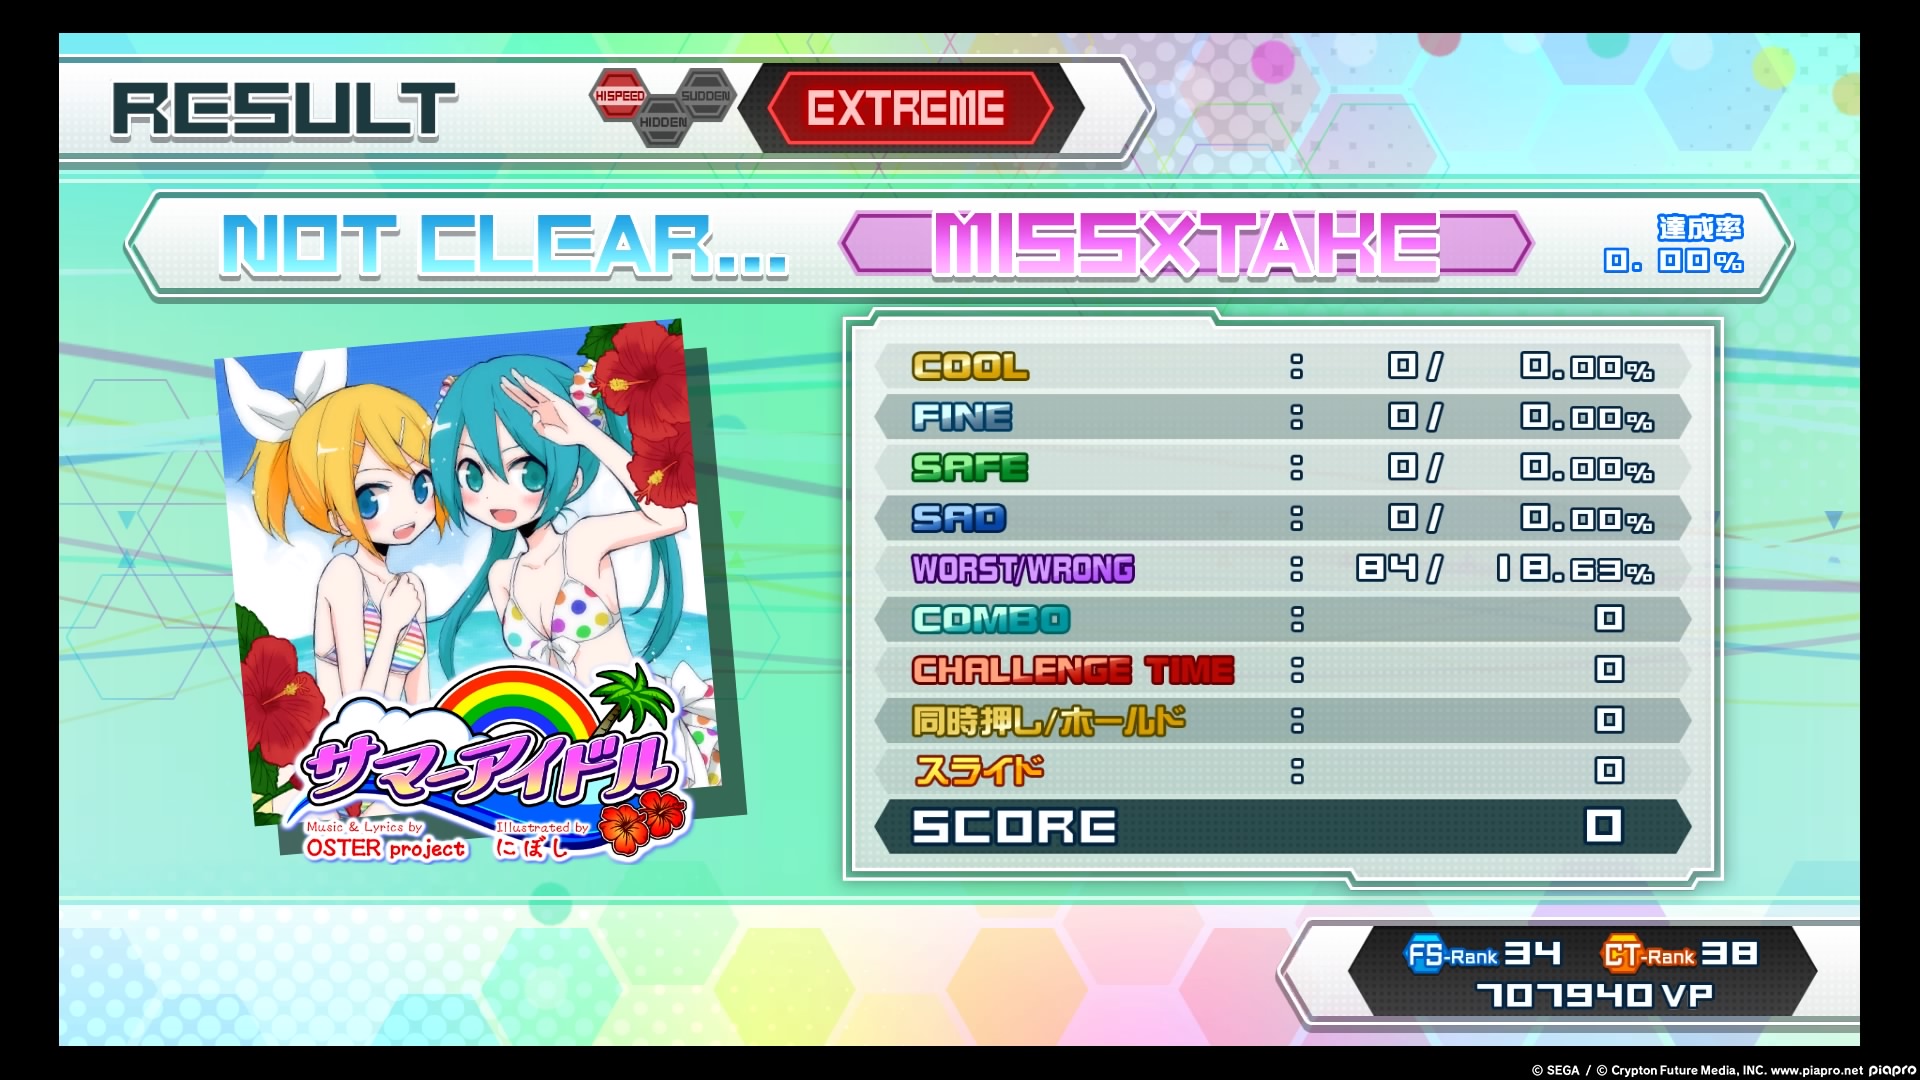 RESULT
HISPEED
HIDDEN
SUDDEN
EXTREME
NOT CLEAR...
MISS×TAKE
達成率
0.00%
COOL : 0/ 0.00%
FINE : 0/ 0.00%
SAFE : 0/ 0.00%
SAD : 0/ 0.00%
WORST/WRONG : 84/ 18.63%
COMBO : 0
CHALLENGE TIME : 0
同時押し/ホールド : 0
スライド : 0
SCORE 0
サマーアイドル
Music & Lyrics by
OSTER project
Illustrated by
にぼし
FS-Rank 34 CT-Rank 38
707940 VP
© SEGA / © Crypton Future Media, INC. www.piapro.net piapro